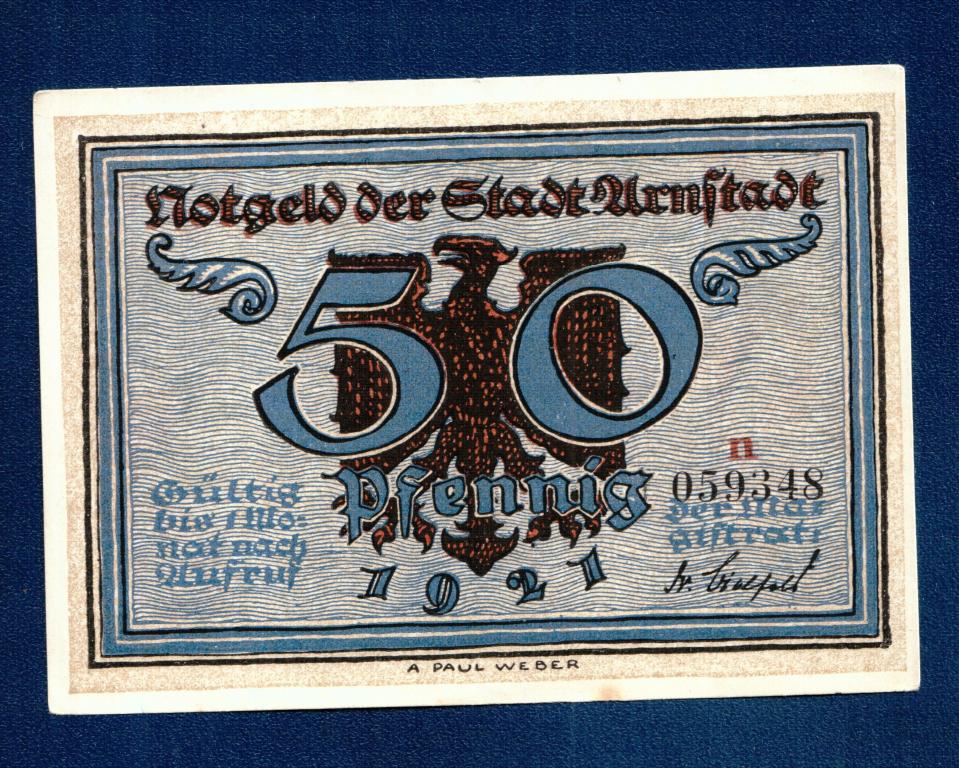 Notgeld der Stadt Arnstadt
50
Pfennig
1921
Gültig
bis 1 Mo-
nat nach
Aufruf
n
059348
Der Ma-
gistrat:
A PAUL WEBER